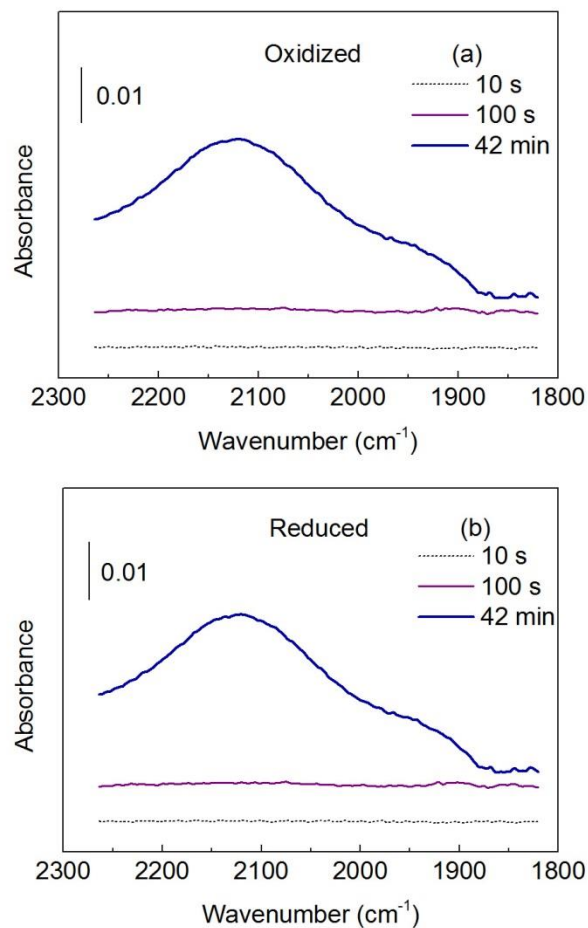 Oxidized (a)
0.01
10 s
100 s
42 min
Absorbance
2300 2200 2100 2000 1900 1800
Wavenumber (cm⁻¹)
Reduced (b)
0.01
10 s
100 s
42 min
Absorbance
2300 2200 2100 2000 1900 1800
Wavenumber (cm⁻¹)